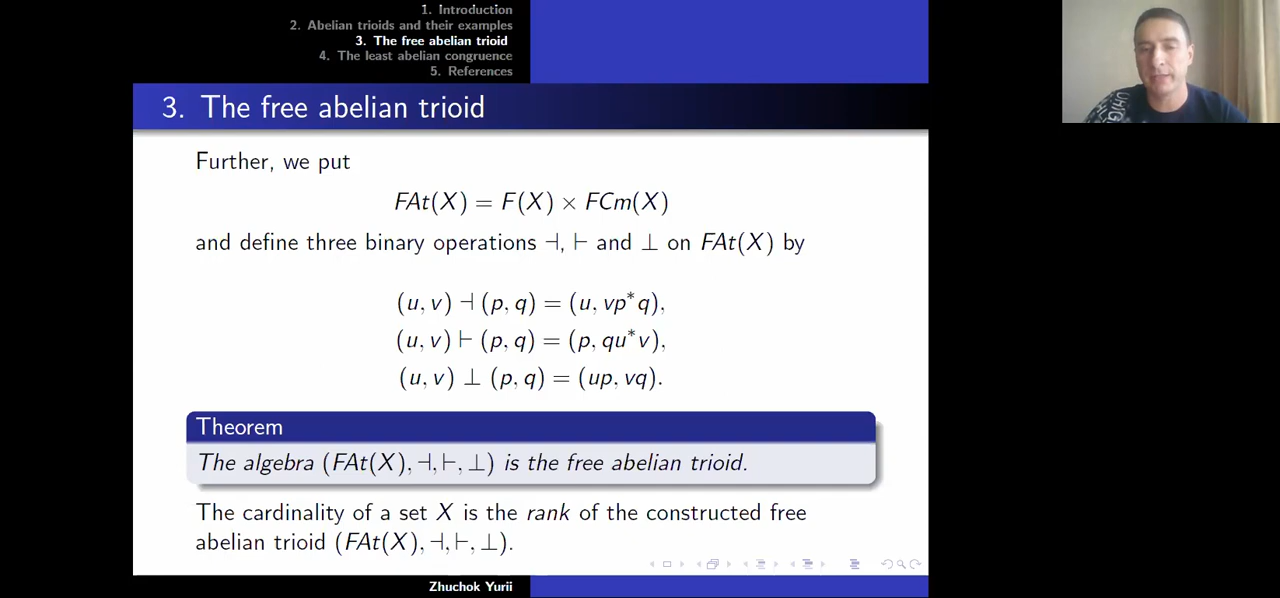 1. Introduction
2. Abelian trioids and their examples
3. The free abelian trioid
4. The least abelian congruence
5. References
3. The free abelian trioid
Further, we put
FAt(X) = F(X) × FCm(X)
and define three binary operations ⊣, ⊢ and ⊥ on FAt(X) by
(u, v) ⊣ (p, q) = (u, vp*q),
(u, v) ⊢ (p, q) = (p, qu*v),
(u, v) ⊥ (p, q) = (up, vq).
Theorem
The algebra (FAt(X), ⊣, ⊢, ⊥) is the free abelian trioid.
The cardinality of a set X is the rank of the constructed free
abelian trioid (FAt(X), ⊣, ⊢, ⊥).
Zhuchok Yurii